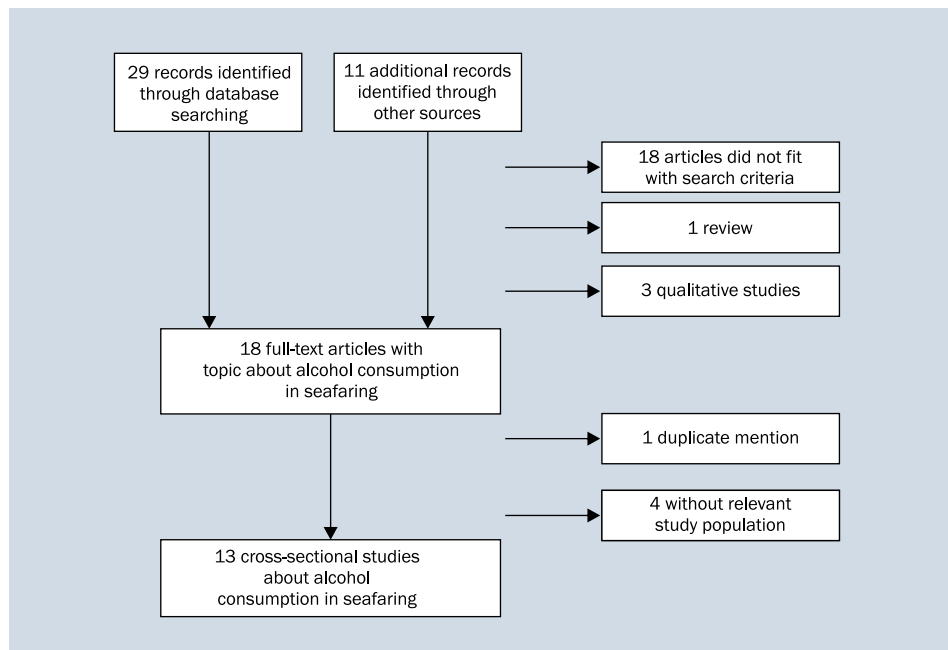 29 records identified
through database
searching
11 additional records
identified through
other sources
18 articles did not fit
with search criteria
1 review
3 qualitative studies
18 full-text articles with
topic about alcohol consumption
in seafaring
1 duplicate mention
4 without relevant
study population
13 cross-sectional studies
about alcohol
consumption in seafaring